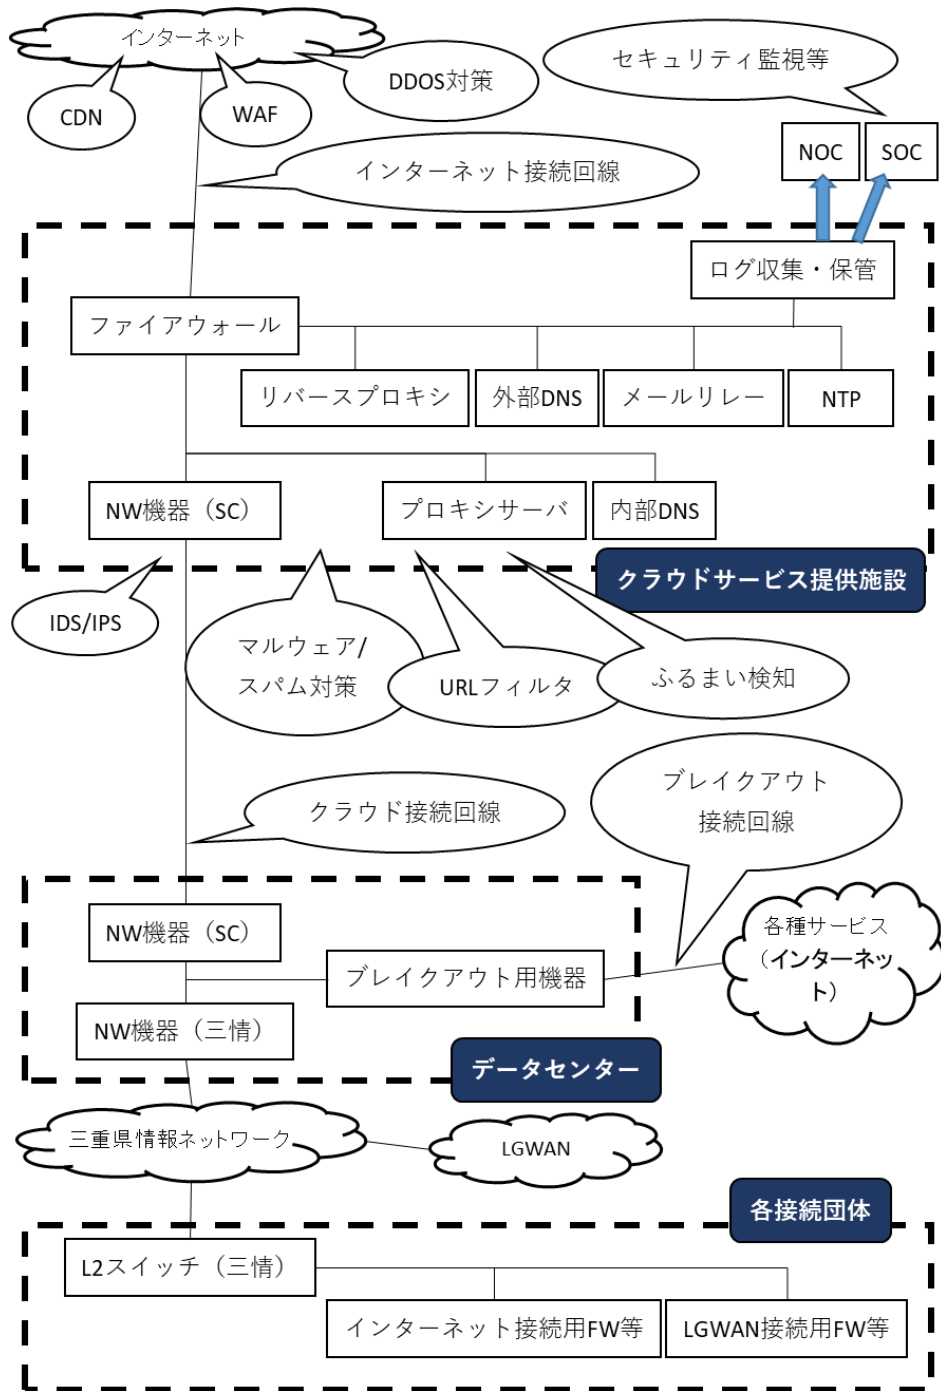 インターネット
CDN
WAF
DDOS対策
セキュリティ監視等
NOC
SOC
インターネット接続回線
ログ収集・保管
ファイアウォール
リバースプロキシ
外部DNS
メールリレー
NTP
NW機器（SC）
プロキシサーバ
内部DNS
クラウドサービス提供施設
IDS/IPS
マルウェア/
スパム対策
URLフィルタ
ふるまい検知
クラウド接続回線
ブレイクアウト
接続回線
NW機器（SC）
ブレイクアウト用機器
各種サービス
（インターネッ
ト）
NW機器（三情）
データセンター
三重県情報ネットワーク
LGWAN
各接続団体
L2スイッチ（三情）
インターネット接続用FW等
LGWAN接続用FW等